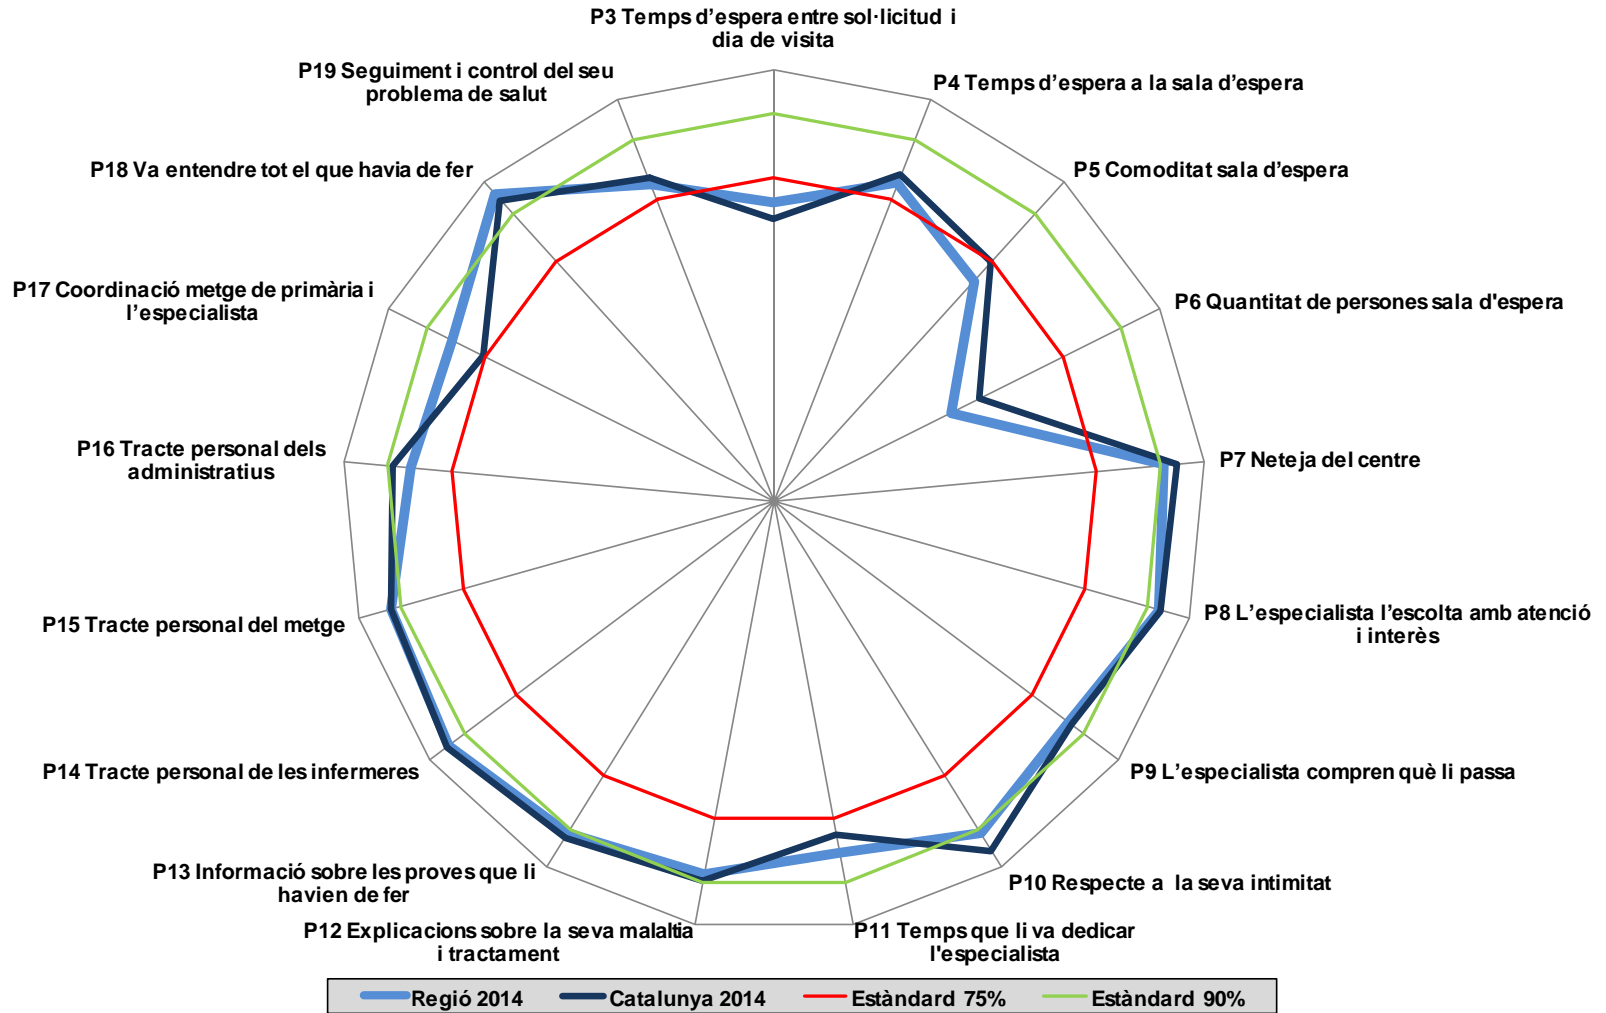 P3 Temps d’espera entre sol·licitud i
dia de visita
P4 Temps d’espera a la sala d’espera
P5 Comoditat sala d’espera
P6 Quantitat de persones sala d'espera
P7 Neteja del centre
P8 L’especialista l’escolta amb atenció
i interès
P9 L’especialista compren què li passa
P10 Respecte a la seva intimitat
P11 Temps que li va dedicar
l'especialista
P12 Explicacions sobre la seva malaltia
i tractament
P13 Informació sobre les proves que li
havien de fer
P14 Tracte personal de les infermeres
P15 Tracte personal del metge
P16 Tracte personal dels
administratius
P17 Coordinació metge de primària i
l’especialista
P18 Va entendre tot el que havia de fer
P19 Seguiment i control del seu
problema de salut
Regió 2014
Catalunya 2014
Estàndard 75%
Estàndard 90%